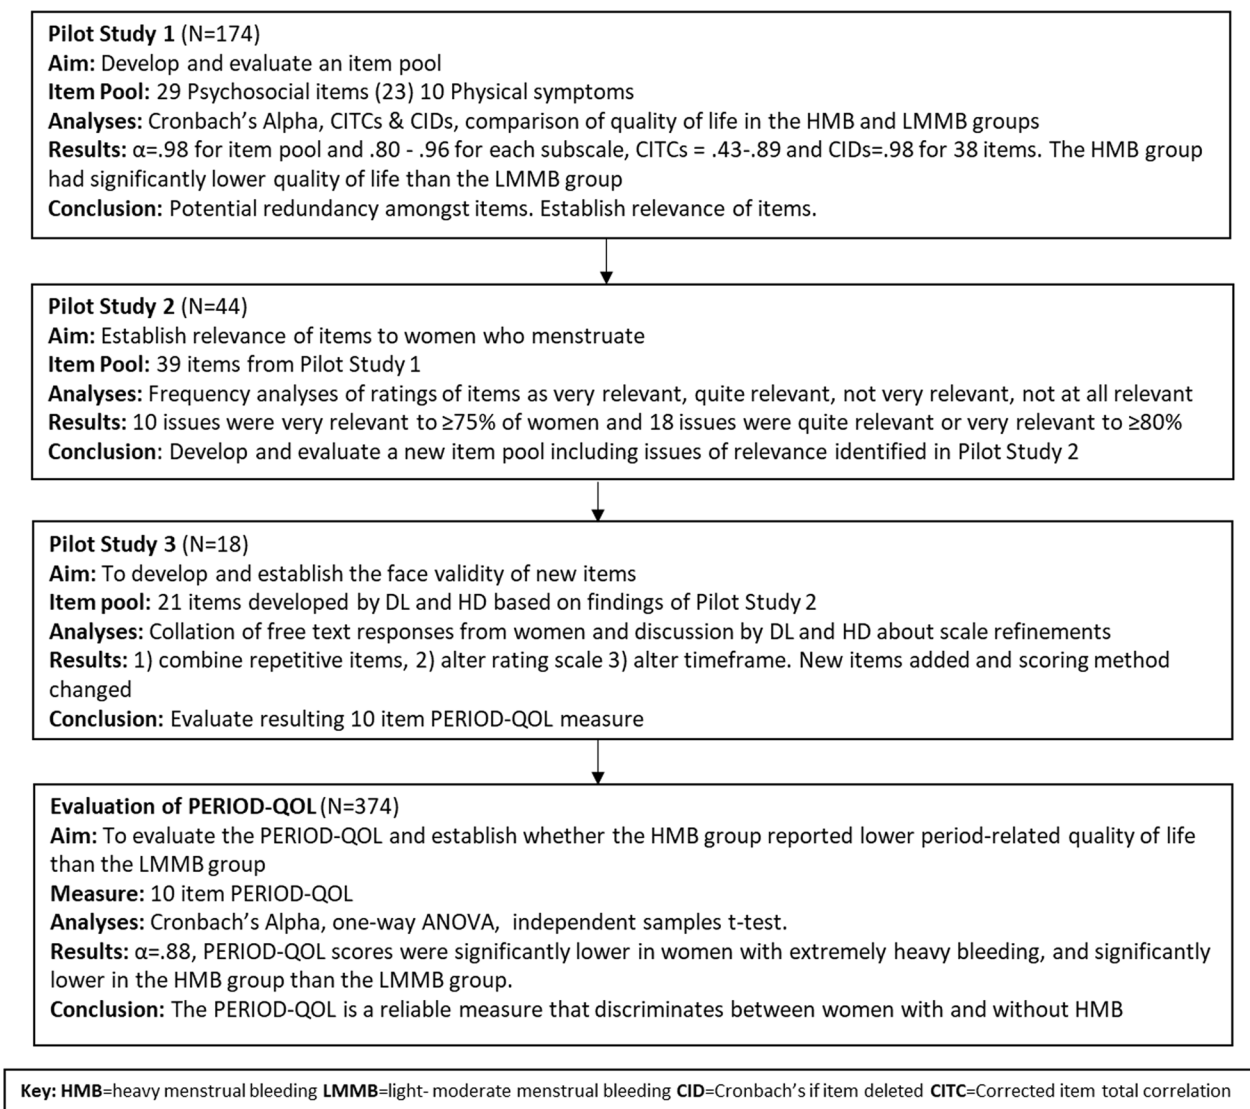 Pilot Study 1 (N=174)
Aim: Develop and evaluate an item pool
Item Pool: 29 Psychosocial items (23) 10 Physical symptoms
Analyses: Cronbach's Alpha, CITCs & CIDs, comparison of quality of life in the HMB and LMMB groups
Results: α=.98 for item pool and .80 - .96 for each subscale, CITCs = .43-.89 and CIDs=.98 for 38 items. The HMB group
had significantly lower quality of life than the LMMB group
Conclusion: Potential redundancy amongst items. Establish relevance of items.
Pilot Study 2 (N=44)
Aim: Establish relevance of items to women who menstruate
Item Pool: 39 items from Pilot Study 1
Analyses: Frequency analyses of ratings of items as very relevant, quite relevant, not very relevant, not at all relevant
Results: 10 issues were very relevant to ≥75% of women and 18 issues were quite relevant or very relevant to ≥80%
Conclusion: Develop and evaluate a new item pool including issues of relevance identified in Pilot Study 2
Pilot Study 3 (N=18)
Aim: To develop and establish the face validity of new items
Item pool: 21 items developed by DL and HD based on findings of Pilot Study 2
Analyses: Collation of free text responses from women and discussion by DL and HD about scale refinements
Results: 1) combine repetitive items, 2) alter rating scale 3) alter timeframe. New items added and scoring method
changed
Conclusion: Evaluate resulting 10 item PERIOD-QOL measure
Evaluation of PERIOD-QOL (N=374)
Aim: To evaluate the PERIOD-QOL and establish whether the HMB group reported lower period-related quality of life
than the LMMB group
Measure: 10 item PERIOD-QOL
Analyses: Cronbach's Alpha, one-way ANOVA, independent samples t-test.
Results: α=.88, PERIOD-QOL scores were significantly lower in women with extremely heavy bleeding, and significantly
lower in the HMB group than the LMMB group.
Conclusion: The PERIOD-QOL is a reliable measure that discriminates between women with and without HMB
Key: HMB=heavy menstrual bleeding LMMB=light- moderate menstrual bleeding CID=Cronbach's if item deleted CITC=Corrected item total correlation